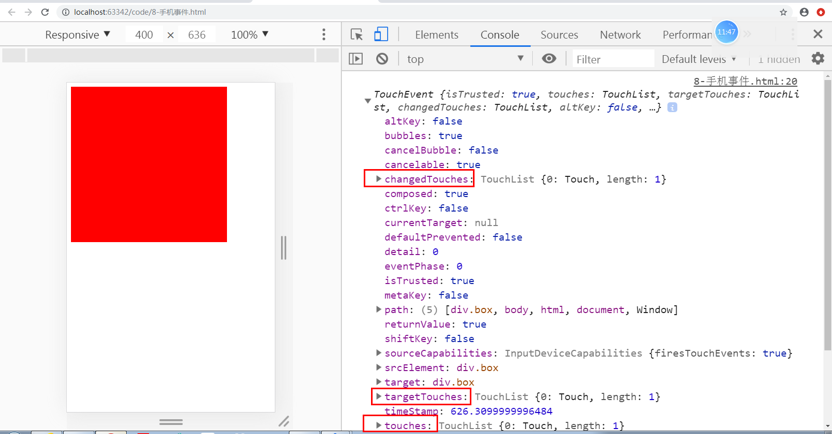 localhost:63342/code/8-手机事件.html
Responsive ▼ 400 × 636 100% ▼
Elements Console Sources Network Performan
11:47
top ▼ Filter Default levels ▼ 1 hidden
8-手机事件.html:20
TouchEvent {isTrusted: true, touches: TouchList, targetTouches: TouchLi
st, changedTouches: TouchList, altKey: false, …} i
altKey: false
bubbles: true
cancelBubble: false
cancelable: true
changedTouches: TouchList {0: Touch, length: 1}
composed: true
ctrlKey: false
currentTarget: null
defaultPrevented: false
detail: 0
eventPhase: 0
isTrusted: true
metaKey: false
path: (5) [div.box, body, html, document, Window]
returnValue: true
shiftKey: false
sourceCapabilities: InputDeviceCapabilities {firesTouchEvents: true}
srcElement: div.box
target: div.box
targetTouches: TouchList {0: Touch, length: 1}
timeStamp: 626.3099999996484
touches: TouchList {0: Touch, length: 1}